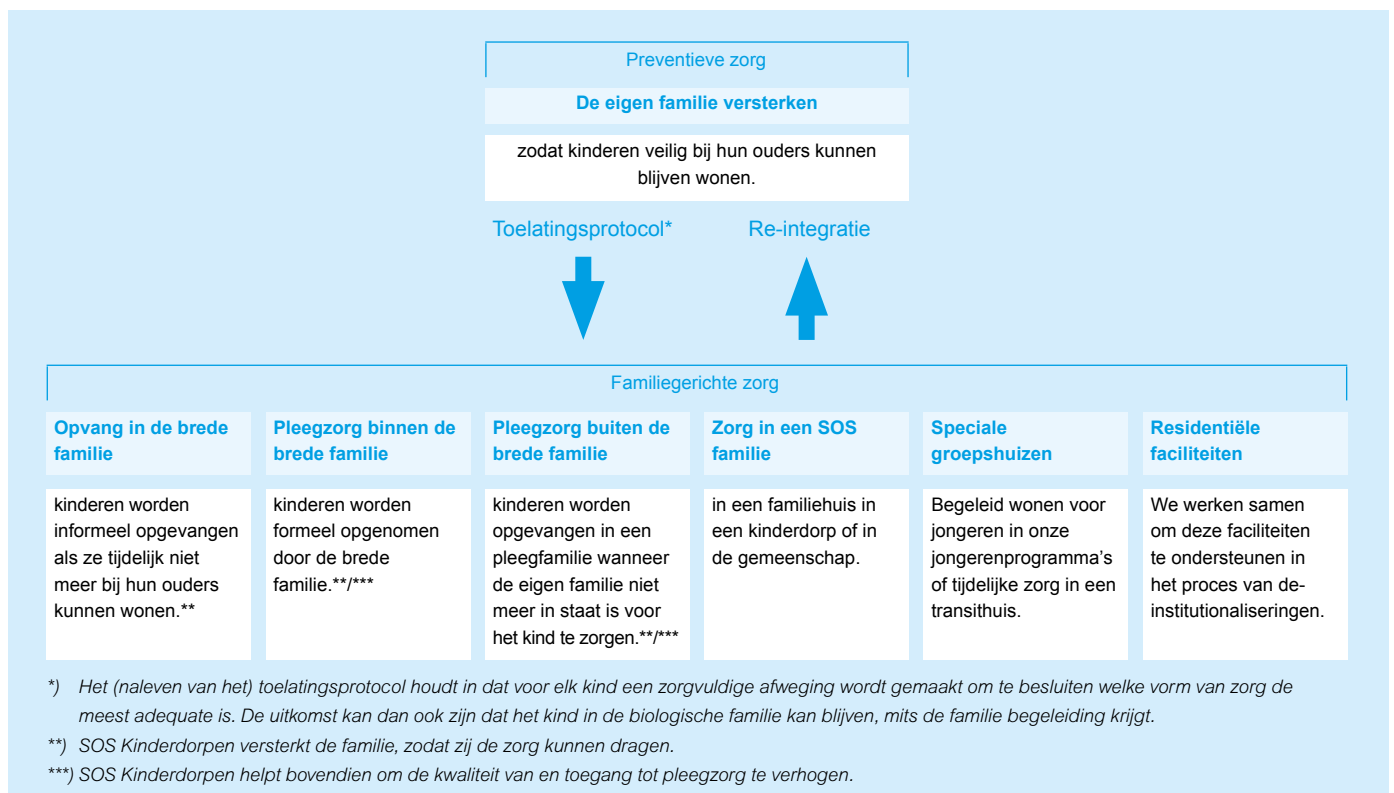 Preventieve zorg
De eigen familie versterken
zodat kinderen veilig bij hun ouders kunnen
blijven wonen.
Toelatingsprotocol*
Re-integratie
Familiegerichte zorg
Opvang in de brede
familie
kinderen worden
informeel opgevangen
als ze tijdelijk niet
meer bij hun ouders
kunnen wonen.**
Pleegzorg binnen de
brede familie
kinderen worden
formeel opgenomen
door de brede
familie.**/***
Pleegzorg buiten de
brede familie
kinderen worden
opgevangen in een
pleegfamilie wanneer
de eigen familie niet
meer in staat is voor
het kind te zorgen.**/***
Zorg in een SOS
familie
in een familiehuis in
een kinderdorp of in
de gemeenschap.
Speciale
groepshuizen
Begeleid wonen voor
jongeren in onze
jongerenprogramma's
of tijdelijke zorg in een
transithuis.
Residentiële
faciliteiten
We werken samen
om deze faciliteiten
te ondersteunen in
het proces van de-
institutionaliseringen.
*) Het (naleven van het) toelatingsprotocol houdt in dat voor elk kind een zorgvuldige afweging wordt gemaakt om te besluiten welke vorm van zorg de
meest adequate is. De uitkomst kan dan ook zijn dat het kind in de biologische familie kan blijven, mits de familie begeleiding krijgt.
**) SOS Kinderdorpen versterkt de familie, zodat zij de zorg kunnen dragen.
***) SOS Kinderdorpen helpt bovendien om de kwaliteit van en toegang tot pleegzorg te verhogen.